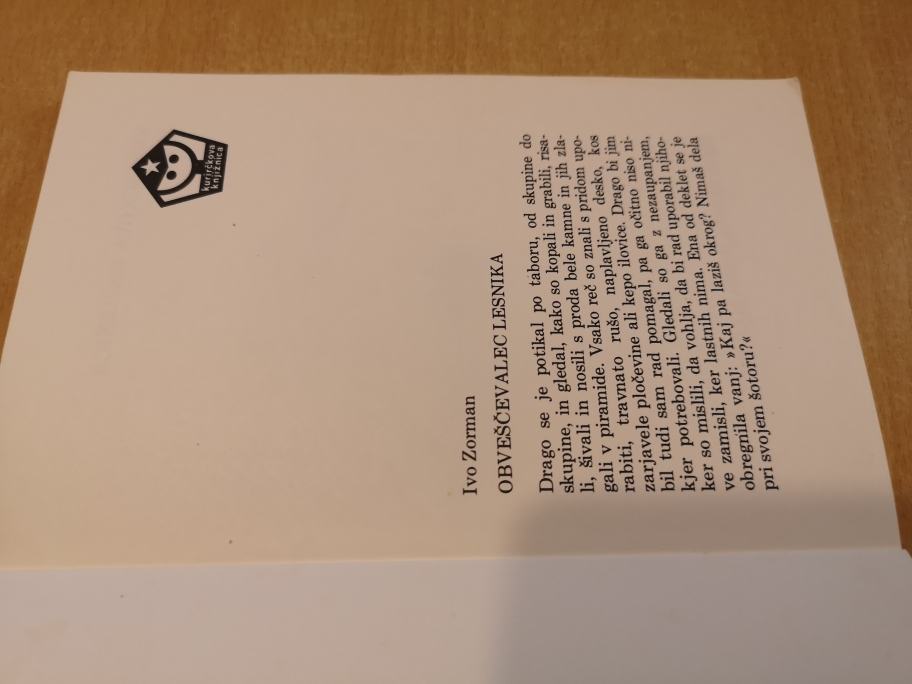 kurirčkova
knjižnica
Ivo Zorman
OBVEŠČEVALEC LESNIKA
Drago se je potikal po taboru, od skupine do
skupine, in gledal, kako so kopali in grabili, risa-
li, šivali in nosili s proda bele kamne in jih zla-
gali v piramide. Vsako reč so znali s pridom upo-
rabiti, travnato rušo, naplavljeno desko, kos
zarjavele pločevine ali kepo ilovice. Drago bi jim
bil tudi sam rad pomagal, pa ga očitno niso ni-
kjer potrebovali. Gledali so ga z nezaupanjem,
ker so mislili, da vohlja, da bi rad uporabil njiho-
ve zamisli, ker lastnih nima. Ena od deklet se je
obregnila vanj: »Kaj pa laziš okrog? Nimaš dela
pri svojem šotoru?«